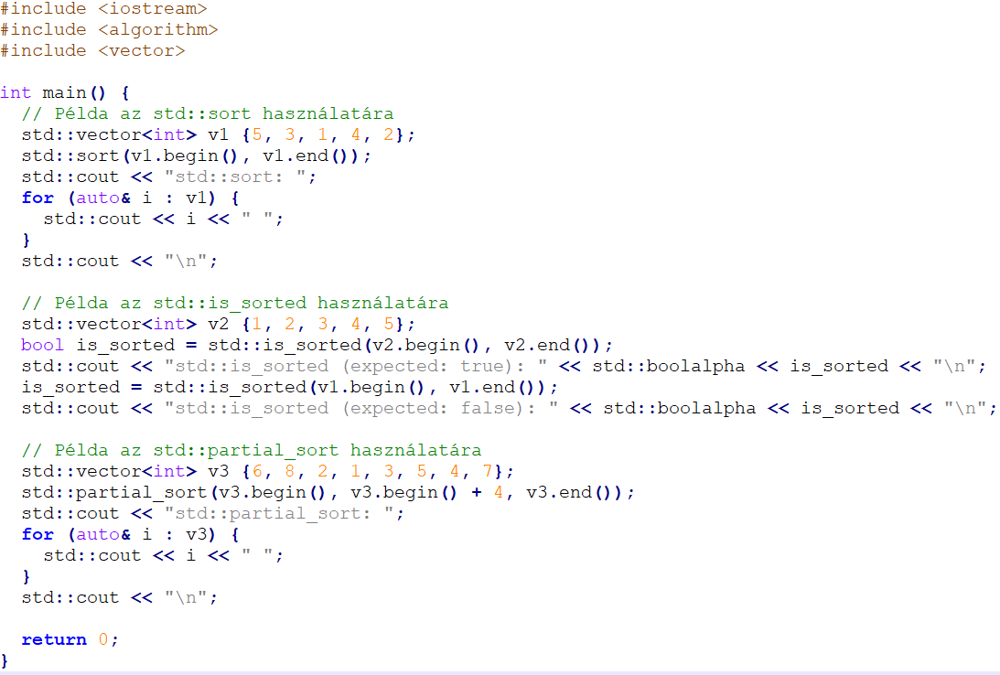 #include <iostream>
#include <algorithm>
#include <vector>

int main() {
  // Példa az std::sort használatára
  std::vector<int> v1 {5, 3, 1, 4, 2};
  std::sort(v1.begin(), v1.end());
  std::cout << "std::sort: ";
  for (auto& i : v1) {
    std::cout << i << " ";
  }
  std::cout << "\n";

  // Példa az std::is_sorted használatára
  std::vector<int> v2 {1, 2, 3, 4, 5};
  bool is_sorted = std::is_sorted(v2.begin(), v2.end());
  std::cout << "std::is_sorted (expected: true): " << std::boolalpha << is_sorted << "\n";
  is_sorted = std::is_sorted(v1.begin(), v1.end());
  std::cout << "std::is_sorted (expected: false): " << std::boolalpha << is_sorted << "\n";

  // Példa az std::partial_sort használatára
  std::vector<int> v3 {6, 8, 2, 1, 3, 5, 4, 7};
  std::partial_sort(v3.begin(), v3.begin() + 4, v3.end());
  std::cout << "std::partial_sort: ";
  for (auto& i : v3) {
    std::cout << i << " ";
  }
  std::cout << "\n";

  return 0;
}